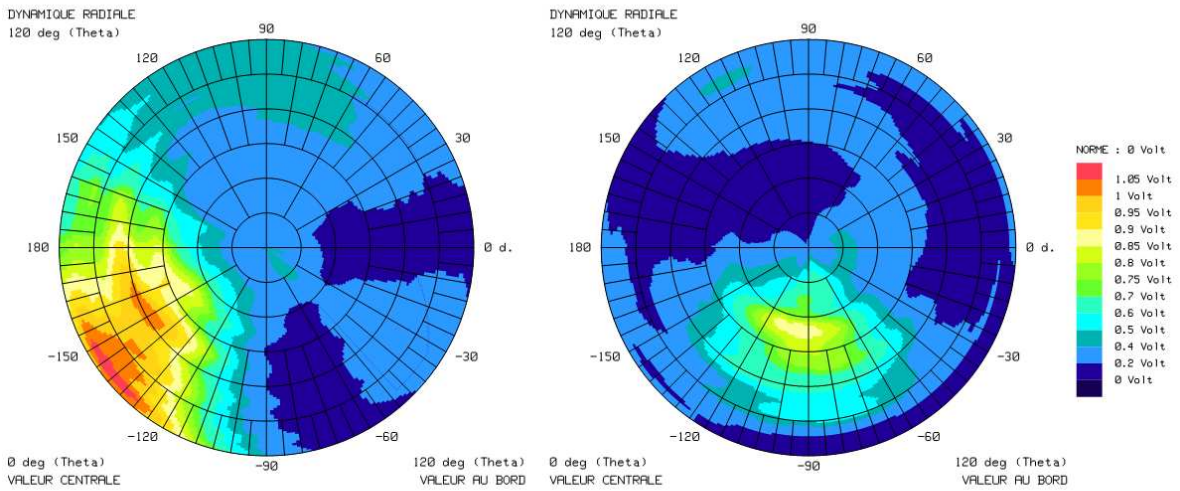 DYNAMIQUE RADIALE
120 deg (Theta)
90
120
60
150
30
180
0 d.
-150
-30
-120
-60
-90
0 deg (Theta)
VALEUR CENTRALE
120 deg (Theta)
VALEUR AU BORD
DYNAMIQUE RADIALE
120 deg (Theta)
90
120
60
150
30
180
0 d.
-150
-30
-120
-60
-90
0 deg (Theta)
VALEUR CENTRALE
120 deg (Theta)
VALEUR AU BORD
NORME : 0 Volt
1.05 Volt
1 Volt
0.95 Volt
0.9 Volt
0.85 Volt
0.8 Volt
0.75 Volt
0.7 Volt
0.6 Volt
0.5 Volt
0.4 Volt
0.2 Volt
0 Volt